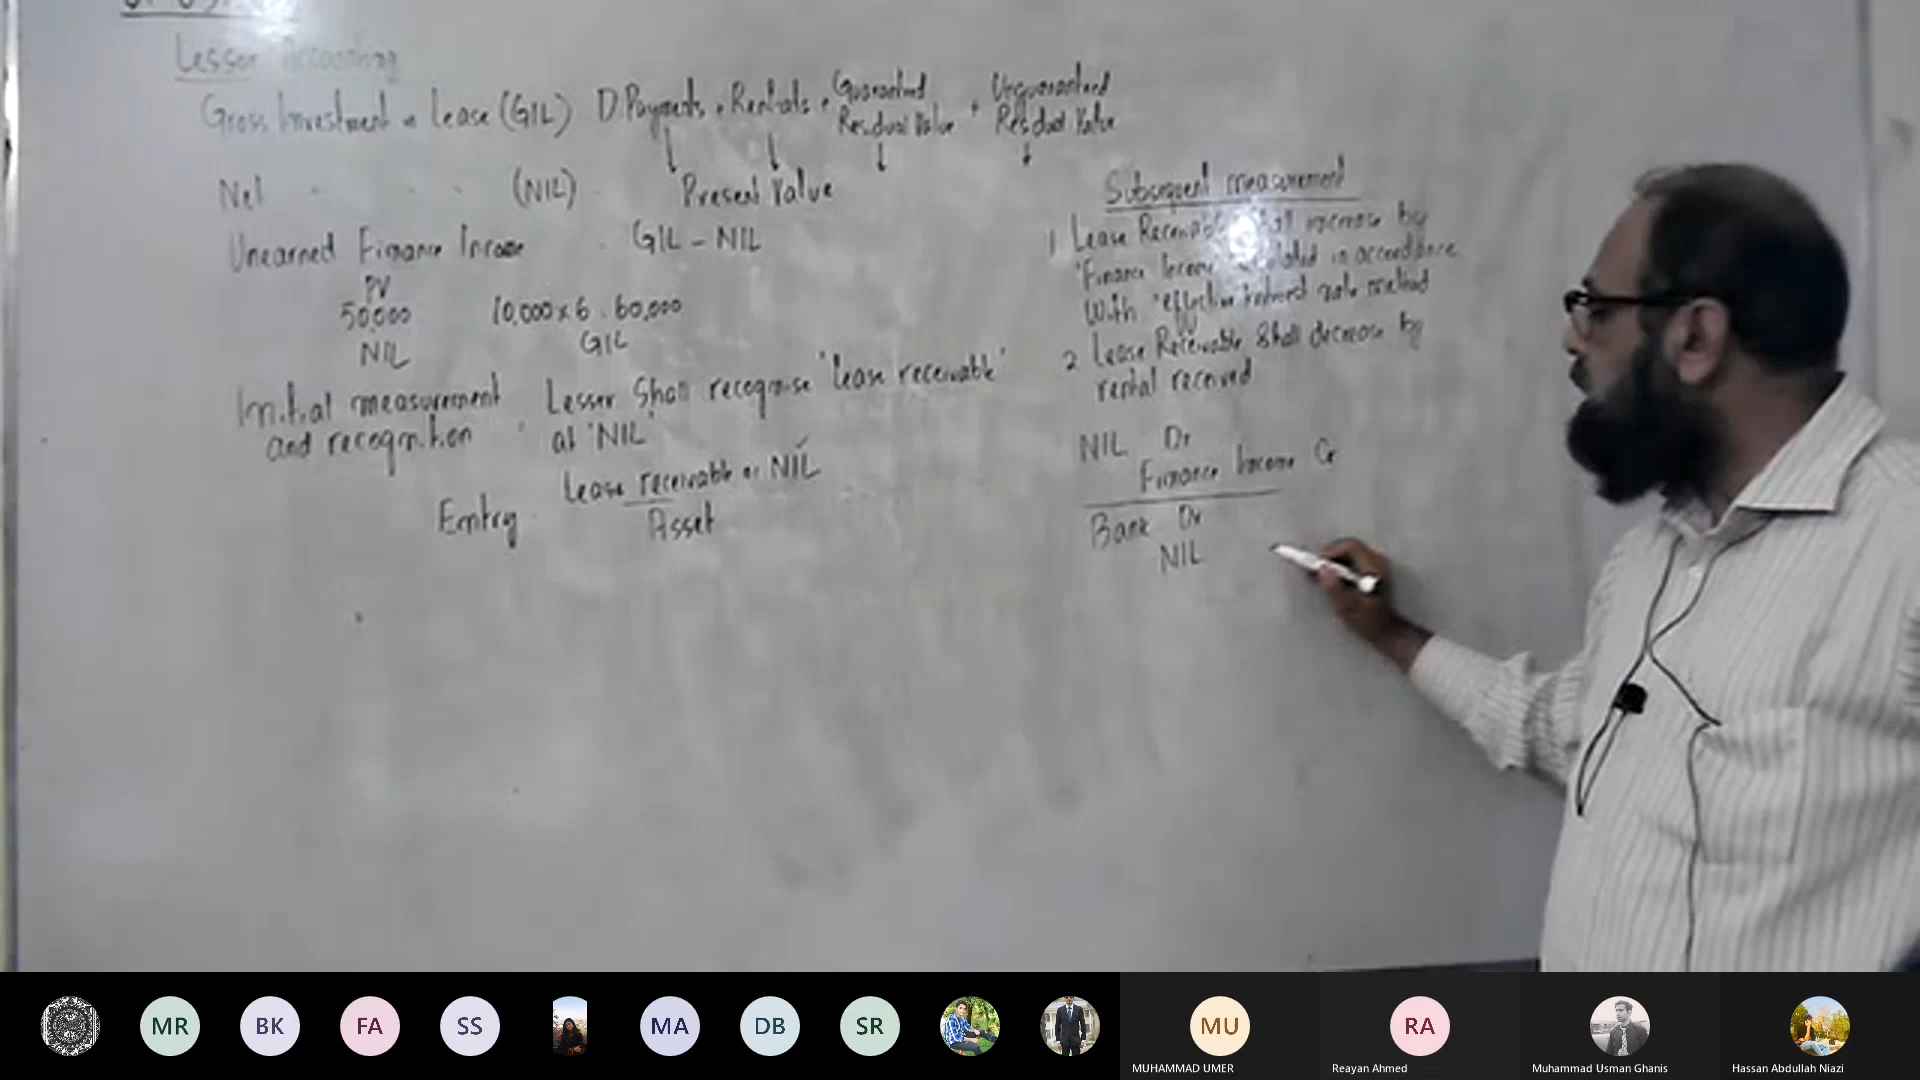 Lesser Accounting
Gross Investment in Lease (GIL) D.Payments + Rentals + Guaranteed Residual Value + Unguaranteed Residual Value
Net " " " (NIL) Present Value
Unearned Finance Income GIL - NIL
PV
50,000 10,000 x 6 = 60,000
NIL GIL
Initial measurement and recognition : Lesser Shall recognise "lease receivable" at "NIL"
Entry Lease receivable or NIL
Asset
Subsequent measurement
1 Lease Receivable Shall increase by
"Finance Income" in accordance
With "effective interest rate method
2 Lease Receivable Shall decrease by
rental received
NIL Dr
Finance Income Cr
Bank Dr
NIL
MR
BK
FA
SS
MA
DB
SR
MU
RA
MUHAMMAD UMER
Reayan Ahmed
Muhammad Usman Ghanis
Hassan Abdullah Niazi